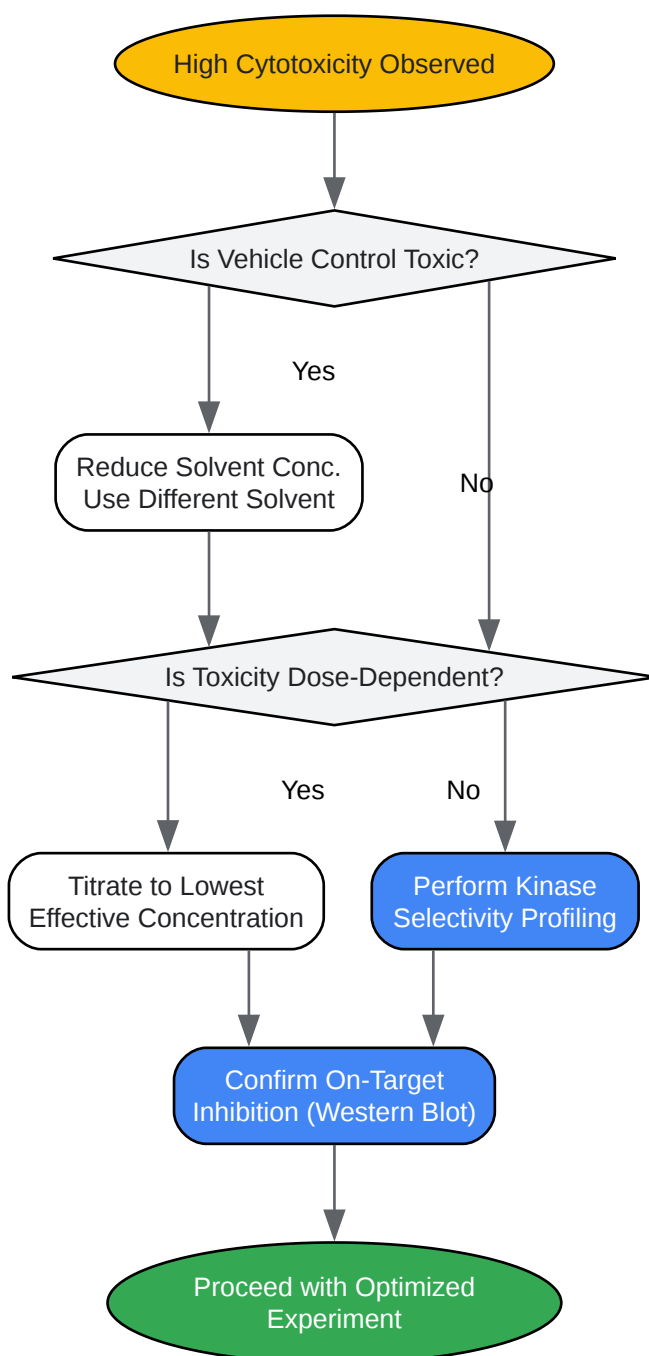 High Cytotoxicity Observed
Is Vehicle Control Toxic?
Yes
Reduce Solvent Conc.
Use Different Solvent
No
Is Toxicity Dose-Dependent?
Yes
No
Titrate to Lowest
Effective Concentration
Perform Kinase
Selectivity Profiling
Confirm On-Target
Inhibition (Western Blot)
Proceed with Optimized
Experiment